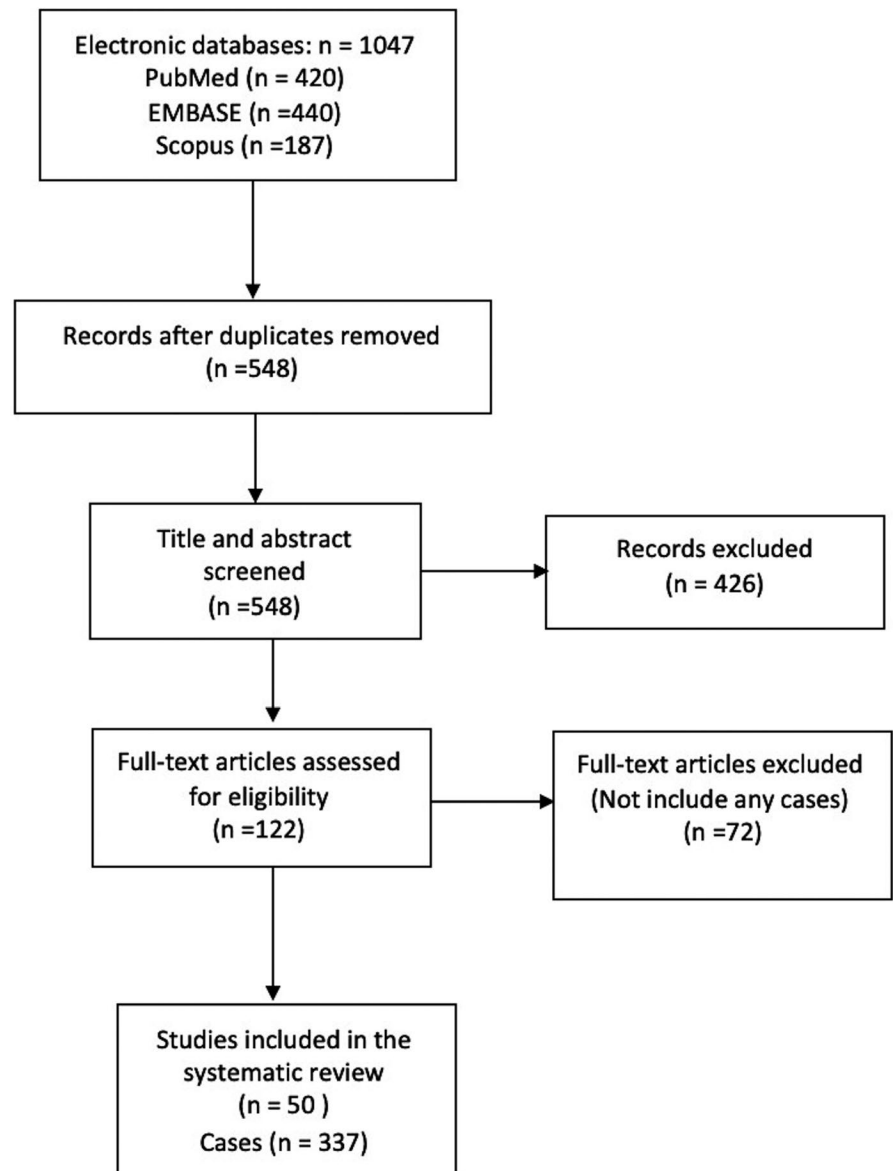 Electronic databases: n = 1047
PubMed (n = 420)
EMBASE (n =440)
Scopus (n =187)
Records after duplicates removed
(n =548)
Title and abstract
screened
(n =548)
Records excluded
(n = 426)
Full-text articles assessed
for eligibility
(n =122)
Full-text articles excluded
(Not include any cases)
(n =72)
Studies included in the
systematic review
(n = 50 )
Cases (n = 337)